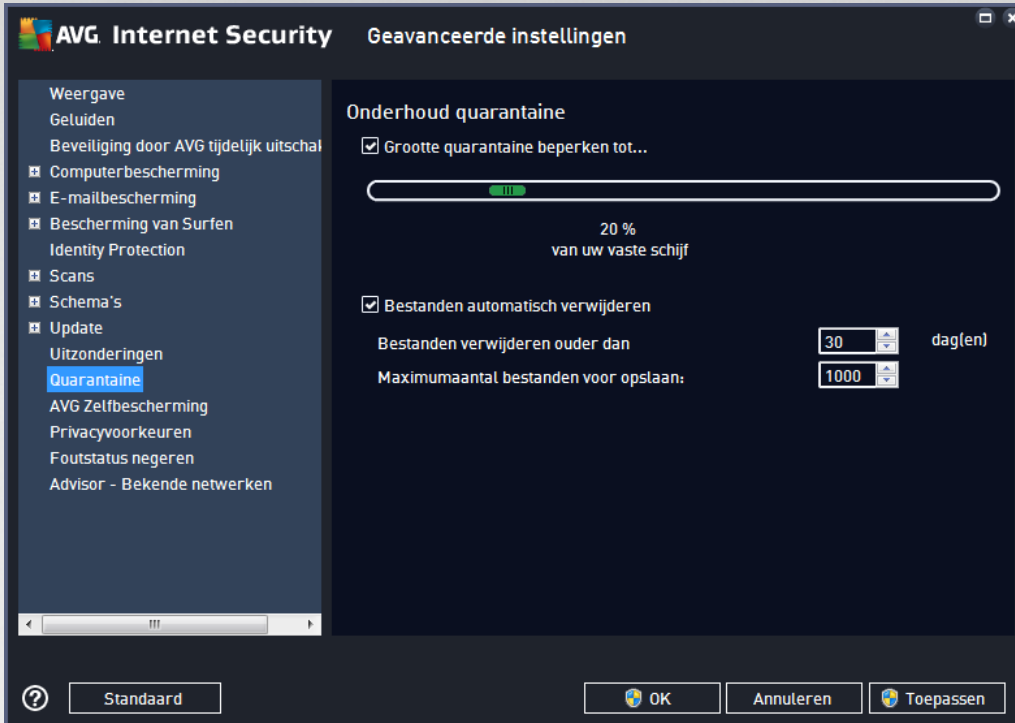 AVG. Internet Security Geavanceerde instellingen
Weergave
Geluiden
Beveiliging door AVG tijdelijk uitschak
Computerbescherming
E-mailbescherming
Bescherming van Surfen
Identity Protection
Scans
Schema's
Update
Uitzonderingen
Quarantaine
AVG Zelfbescherming
Privacyvoorkeuren
Foutstatus negeren
Advisor - Bekende netwerken
Onderhoud quarantaine
Grootte quarantaine beperken tot...
20 %
van uw vaste schijf
Bestanden automatisch verwijderen
Bestanden verwijderen ouder dan 30 dag(en)
Maximumaantal bestanden voor opslaan: 1000
? Standaard OK Annuleren Toepassen